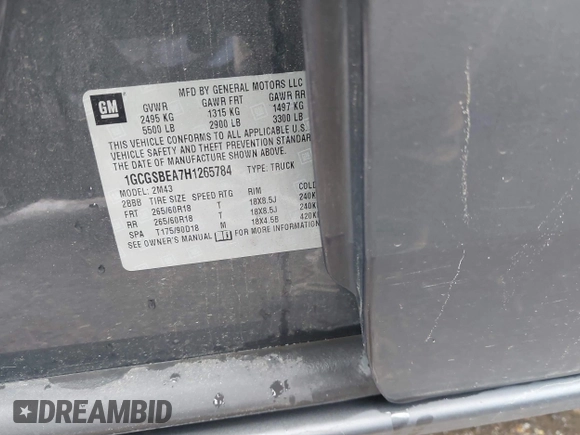 GM
MFD BY GENERAL MOTORS LLC
GVWR GAWR FRT GAWR RR
2495 KG 1315 KG 1497 KG
5500 LB 2900 LB 3300 LB
THIS VEHICLE CONFORMS TO ALL APPLICABLE U.S.
VEHICLE SAFETY AND THEFT PREVENTION STANDARD
THE DATE OF MANUFACTURE SHOWN ABOVE.
1GCGSBEA7H1265784 TYPE: TRUCK
MODEL: 2M43
2BBB TIRE SIZE SPEED RTG RIM COLD
FRT 265/60R18 T 18X8.5J 240K
RR 265/60R18 T 18X8.5J 240K
SPA T175/90D18 M 18X4.5B 420K
SEE OWNER'S MANUAL FOR MORE INFORMATION
DREAMBID